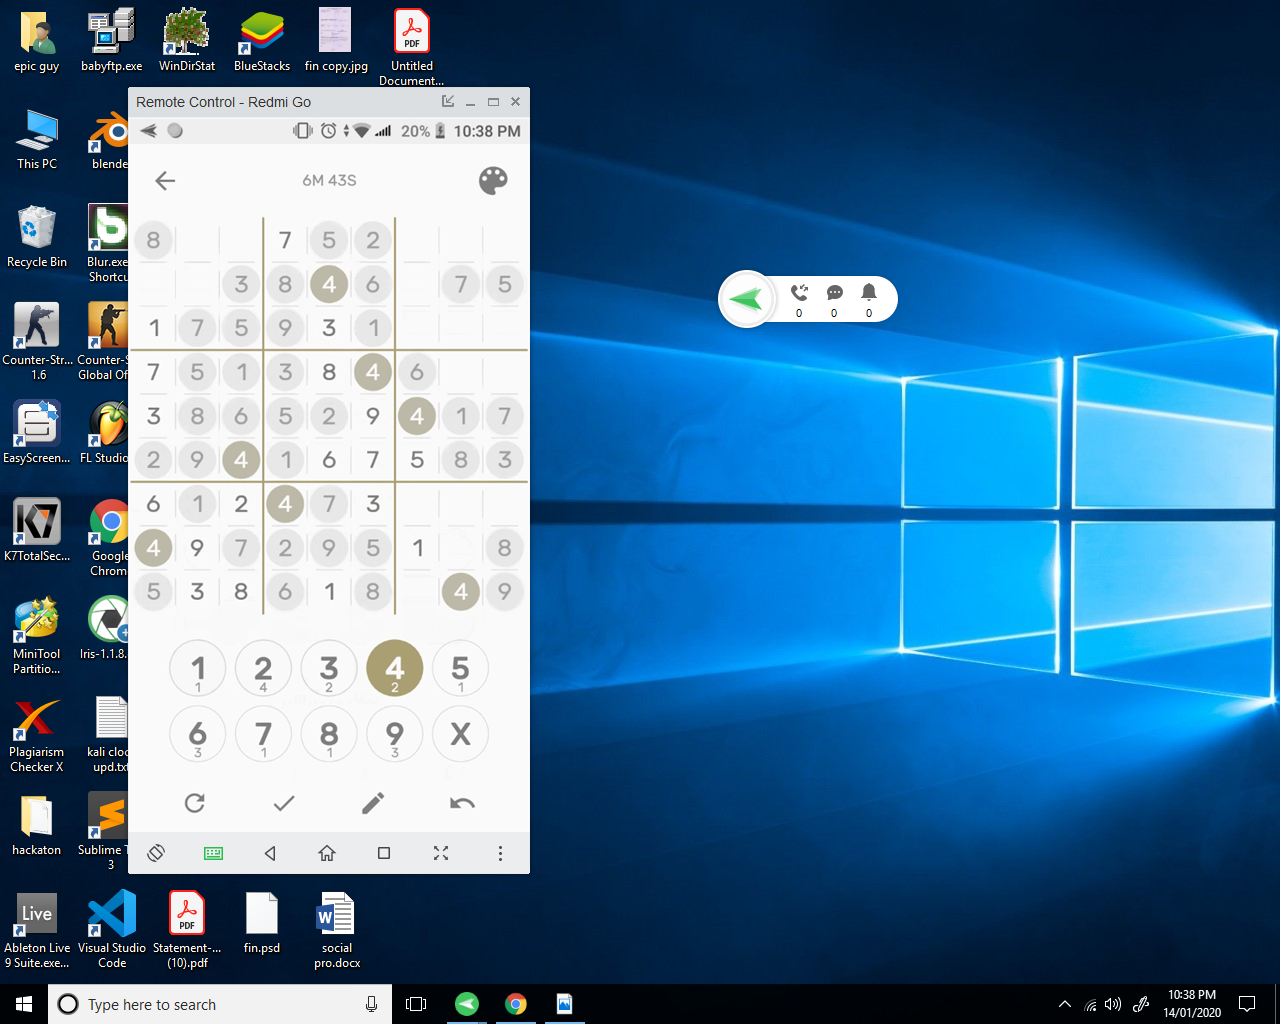 epic guy
babyftp.exe
WinDirStat
BlueStacks
fin copy.jpg
Untitled
Document...
PDF
Remote Control - Redmi Go
20% 10:38 PM
This PC
blende
6M 43S
Recycle Bin
Blur.exe
Shortcu
8 7 5 2
3 8 4 6 7 5
1 7 5 9 3 1
7 5 1 3 8 4 6
3 8 6 5 2 9 4 1 7
2 9 4 1 6 7 5 8 3
6 1 2 4 7 3
4 9 7 2 9 5 1 8
5 3 8 6 1 8 4 9
0 0 0
Counter-Str...
1.6
Counter-S
Global Of
EasyScreen...
FL Studio
K7
K7TotalSec...
Google
Chrom
MiniTool
Partitio...
Iris-1.1.8.
1 2 3 4 5
1 4 2 2 1
6 7 8 9 X
3 1 1 3
Plagiarism
Checker X
kali cloc
upd.txt
hackaton
Sublime T
3
Live
Ableton Live
9 Suite.exe...
Visual Studio
Code
PDF
Statement-...
(10).pdf
fin.psd
W
social
pro.docx
Type here to search
10:38 PM
14/01/2020